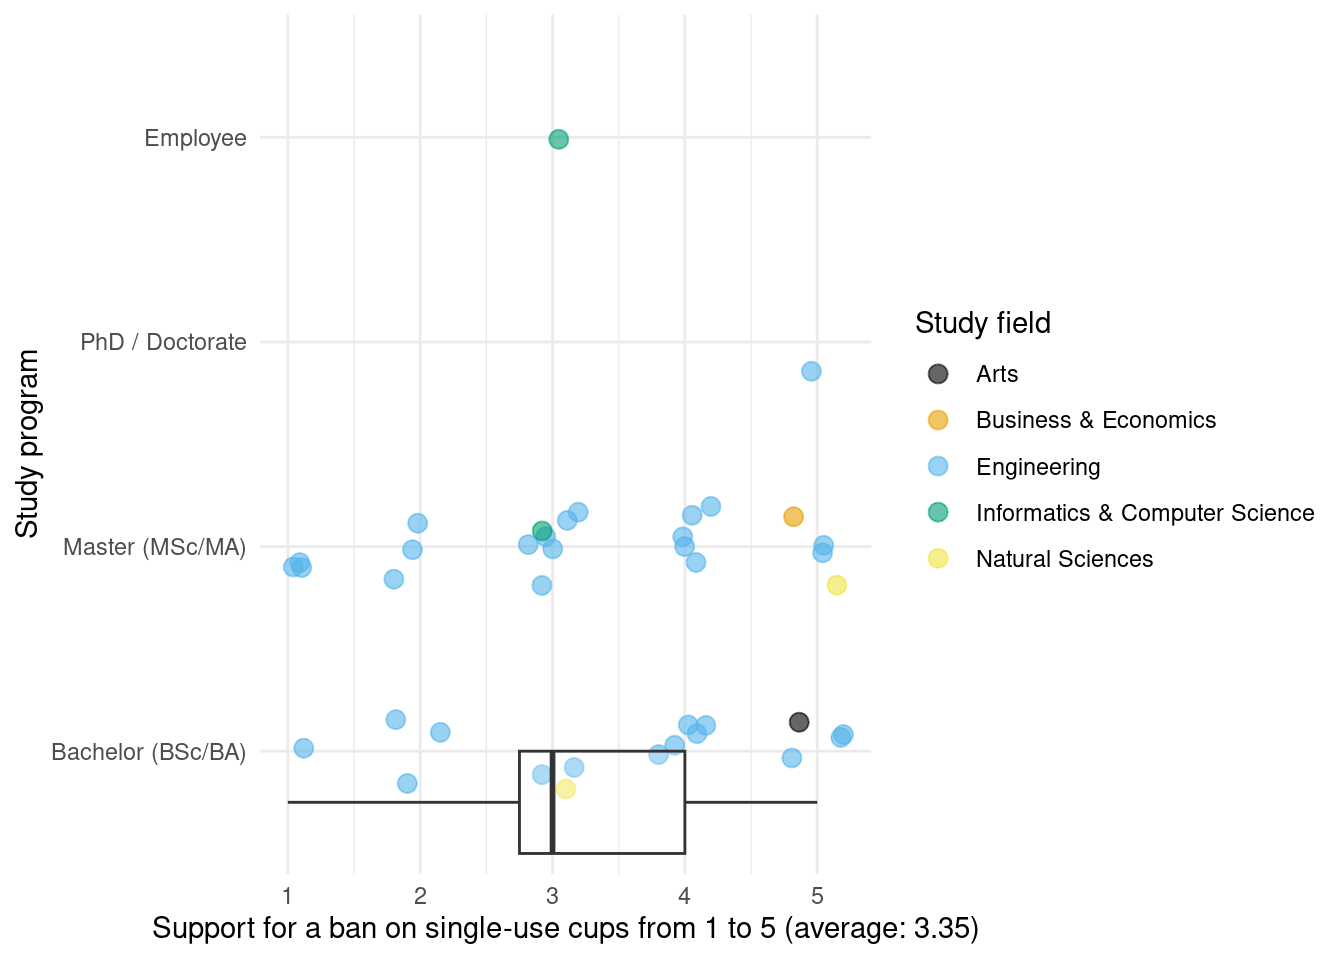 Employee
PhD / Doctorate
Master (MSc/MA)
Bachelor (BSc/BA)
Study program
1 2 3 4 5
Support for a ban on single-use cups from 1 to 5 (average: 3.35)
Study field
Arts
Business & Economics
Engineering
Informatics & Computer Science
Natural Sciences